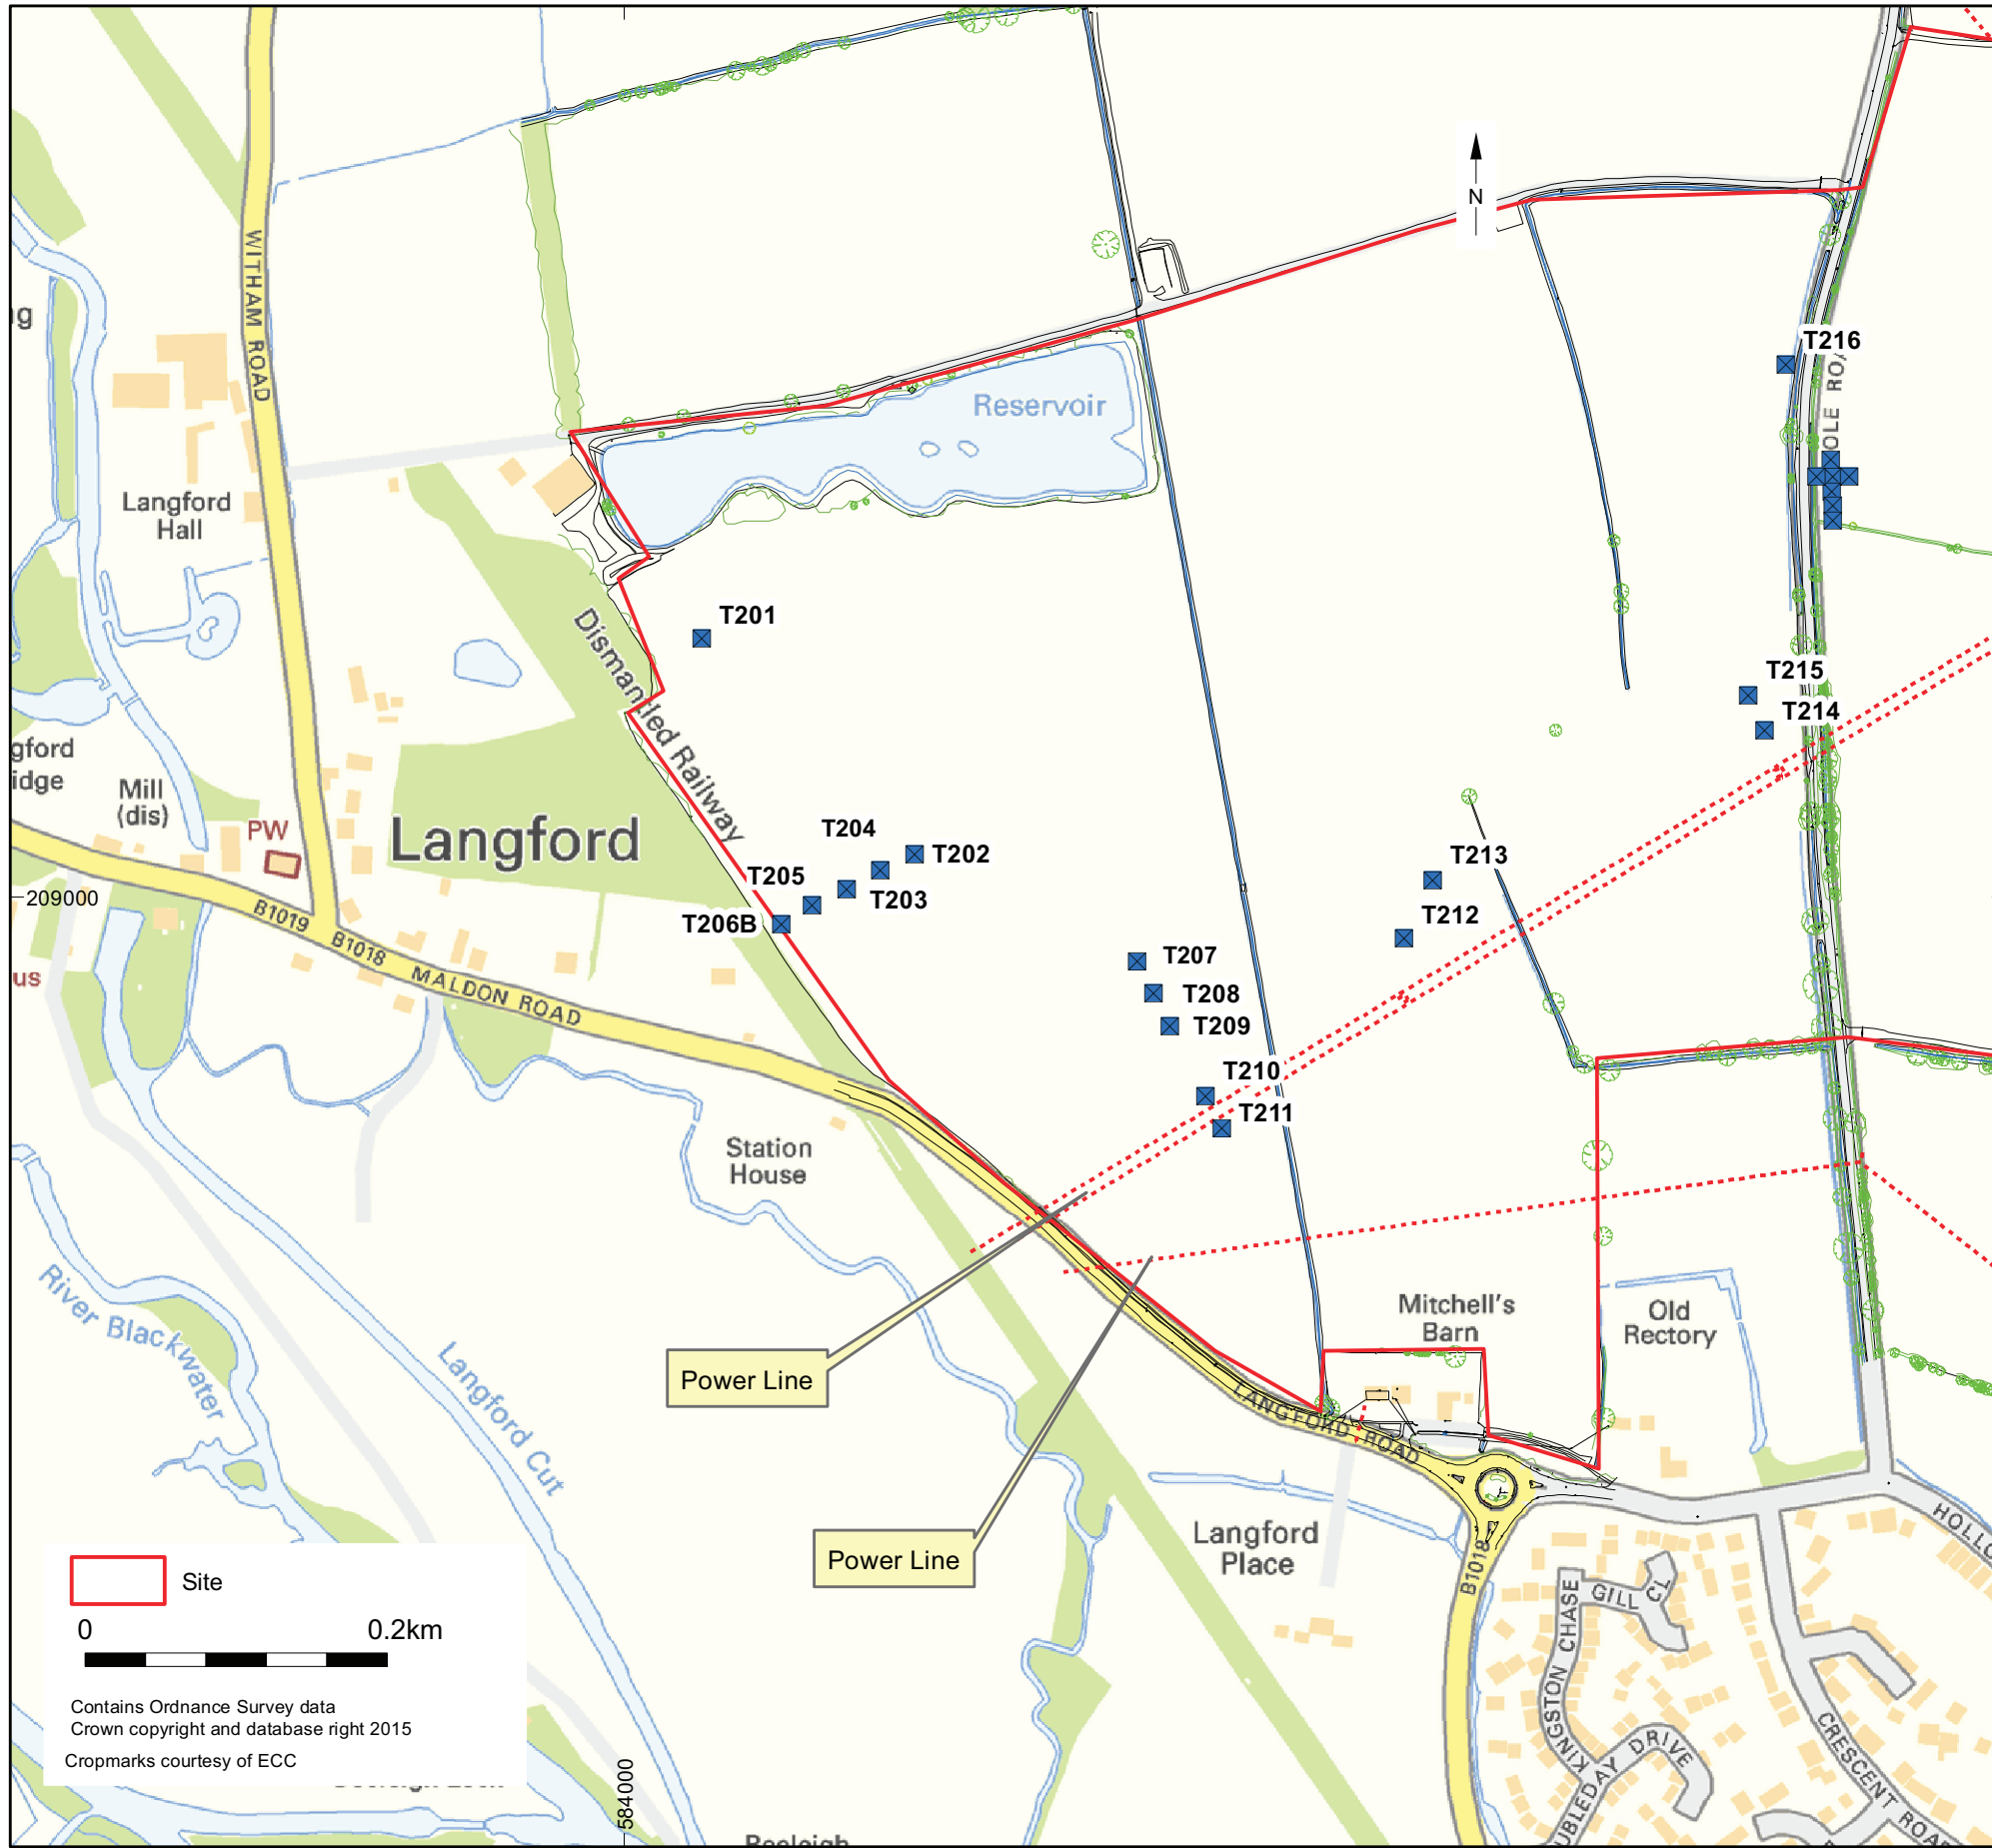 WITHAM ROAD
N
T216
Reservoir
Langford
Hall
T201
Dismantled Railway
T215
T214
Mill
(dis)
PW
Langford
T204
T202
T205
T203
T206B
T213
T212
209000
B1019
B1018
MALDON ROAD
T207
T208
T209
T210
T211
Station
House
River Blackwater
Langford Cut
Power Line
Power Line
Mitchell's
Barn
Old
Rectory
LANGFORD ROAD
Langford
Place
B1018
KINGSTON CHASE
GILL CL
DRIVE
CRESCENT
Site
0 0.2km
Contains Ordnance Survey data
Crown copyright and database right 2015
Cropmarks courtesy of ECC
584000